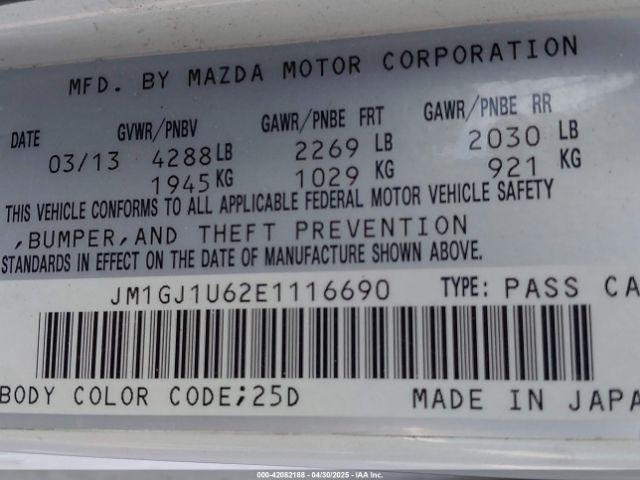 MFD. BY MAZDA MOTOR CORPORATION
DATE GVWR/PNBV GAWR/PNBE FRT GAWR/PNBE RR
03/13 4288 LB 2269 LB 2030 LB
1945 KG 1029 KG 921 KG
THIS VEHICLE CONFORMS TO ALL APPLICABLE FEDERAL MOTOR VEHICLE SAFETY
,BUMPER,AND THEFT PREVENTION
STANDARDS IN EFFECT ON THE DATE OF MANUFACTURE SHOWN ABOVE.
JM1GJ1U62E1116690 TYPE: PASS CA
BODY COLOR CODE;25D MADE IN JAPA
000-42082188 - 04/30/2025 - IAA, Inc.